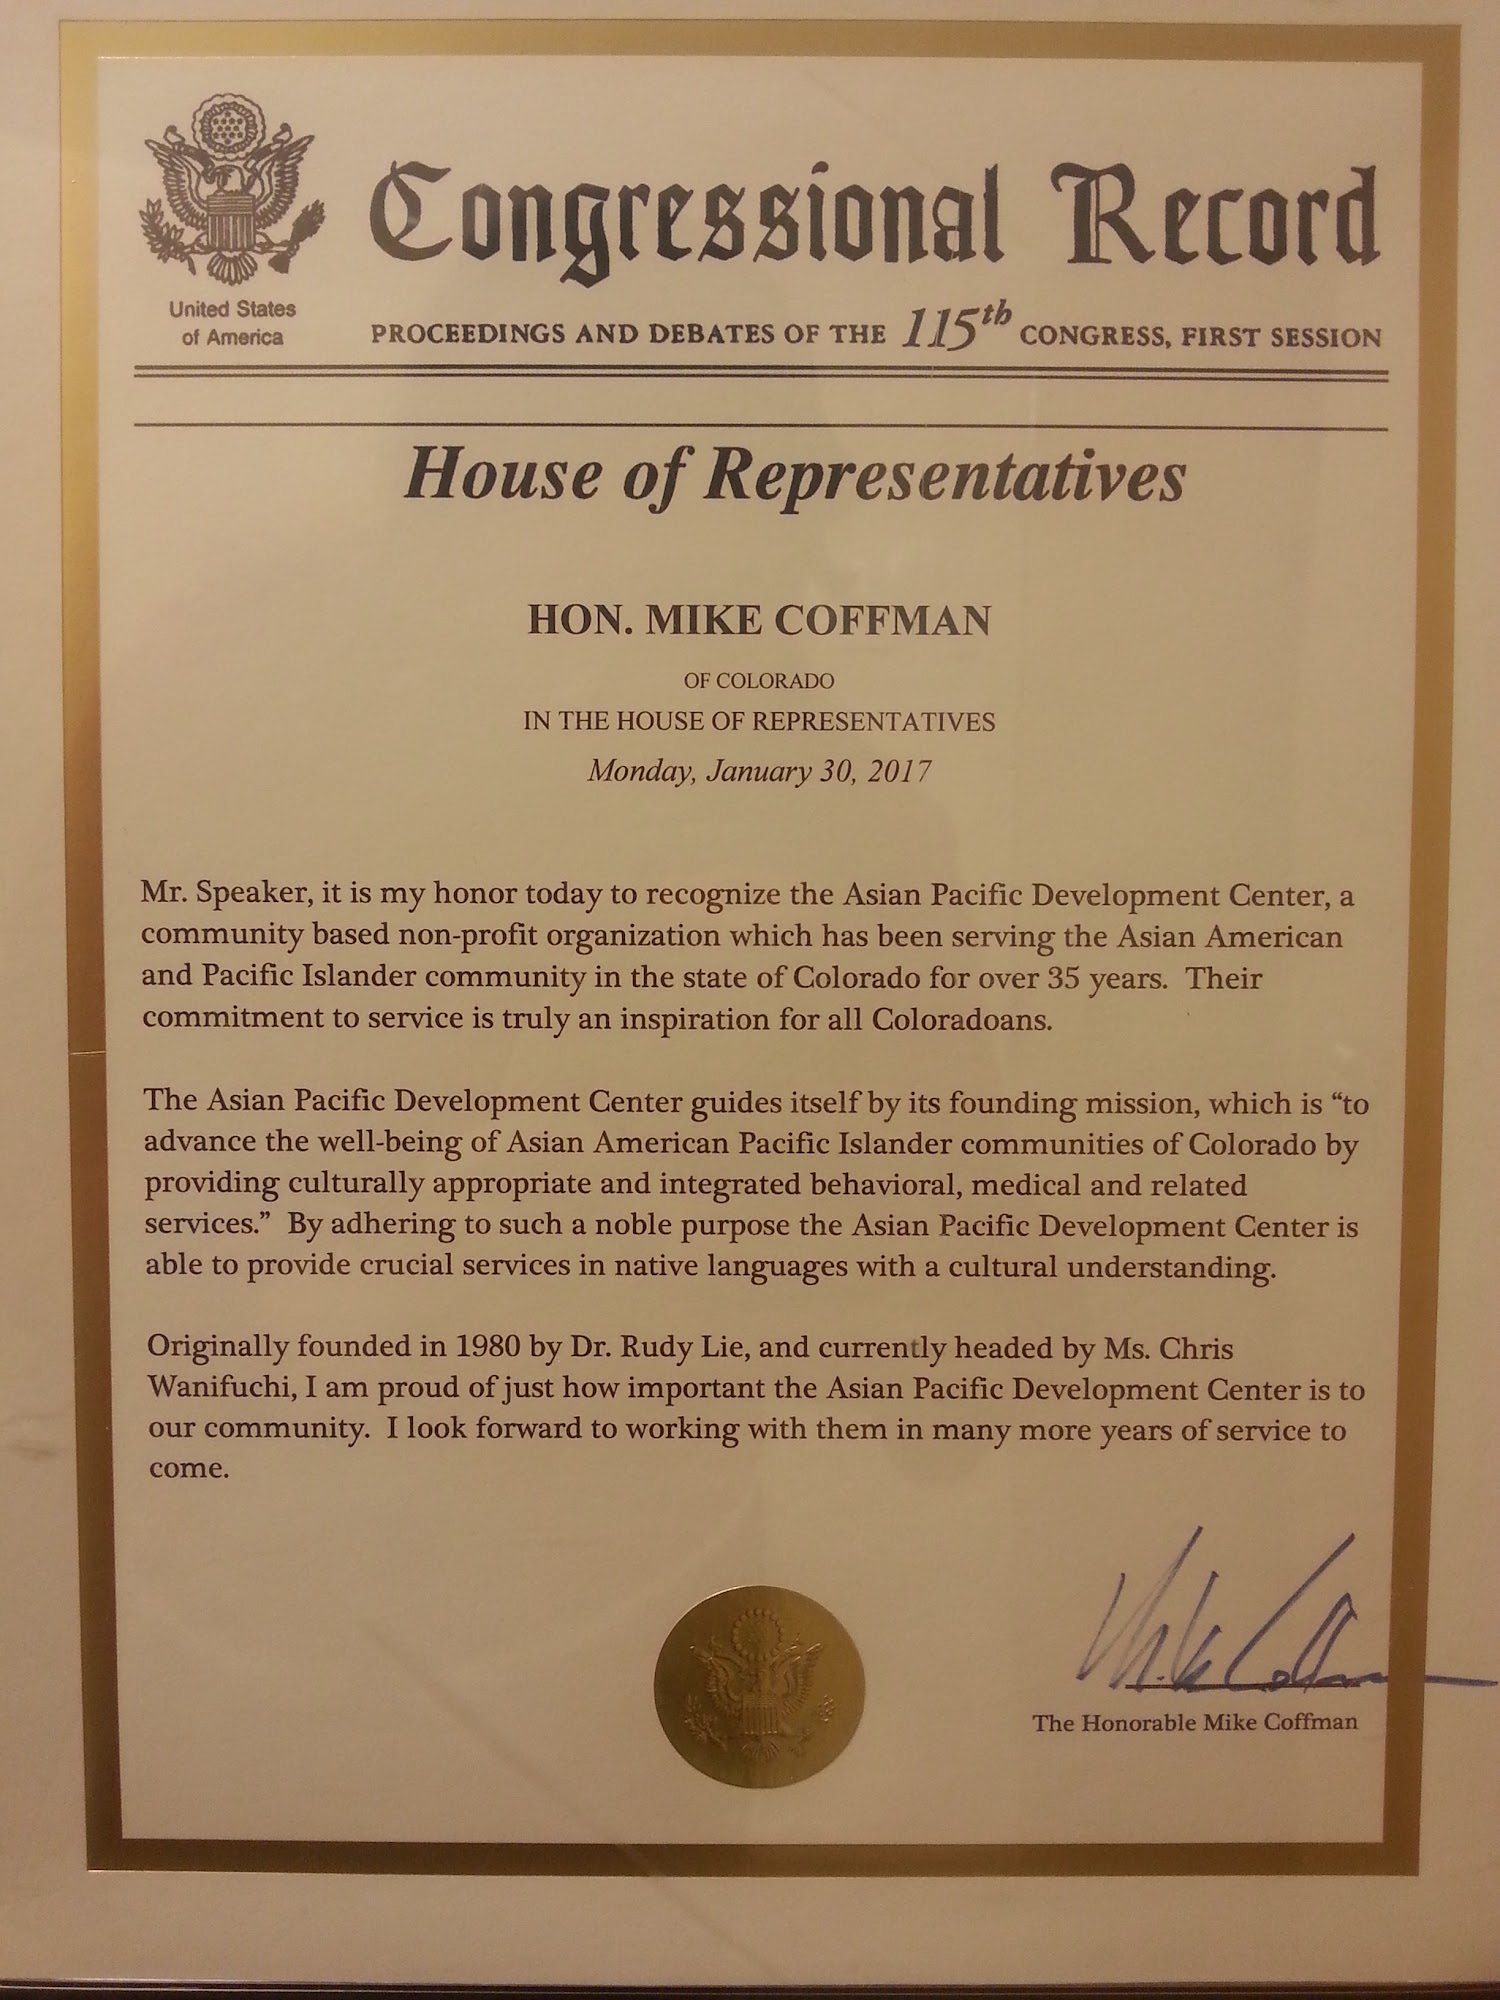 United States
of America
Congressional Record
PROCEEDINGS AND DEBATES OF THE 115th CONGRESS, FIRST SESSION
House of Representatives
HON. MIKE COFFMAN
OF COLORADO
IN THE HOUSE OF REPRESENTATIVES
Monday, January 30, 2017
Mr. Speaker, it is my honor today to recognize the Asian Pacific Development Center, a
community based non-profit organization which has been serving the Asian American
and Pacific Islander community in the state of Colorado for over 35 years. Their
commitment to service is truly an inspiration for all Coloradoans.
The Asian Pacific Development Center guides itself by its founding mission, which is “to
advance the well-being of Asian American Pacific Islander communities of Colorado by
providing culturally appropriate and integrated behavioral, medical and related
services.” By adhering to such a noble purpose the Asian Pacific Development Center is
able to provide crucial services in native languages with a cultural understanding.
Originally founded in 1980 by Dr. Rudy Lie, and currently headed by Ms. Chris
Wanifuchi, I am proud of just how important the Asian Pacific Development Center is to
our community. I look forward to working with them in many more years of service to
come.
Mike Coffman
The Honorable Mike Coffman